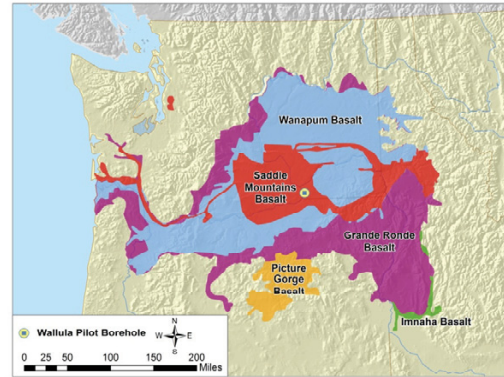 Wanapum Basalt
Saddle
Mountains
Basalt
Grande Ronde
Basalt
Picture
Gorge
Basalt
Imnaha Basalt
Wallula Pilot Borehole
N
W E
S
0 25 50 100 150 200
Miles